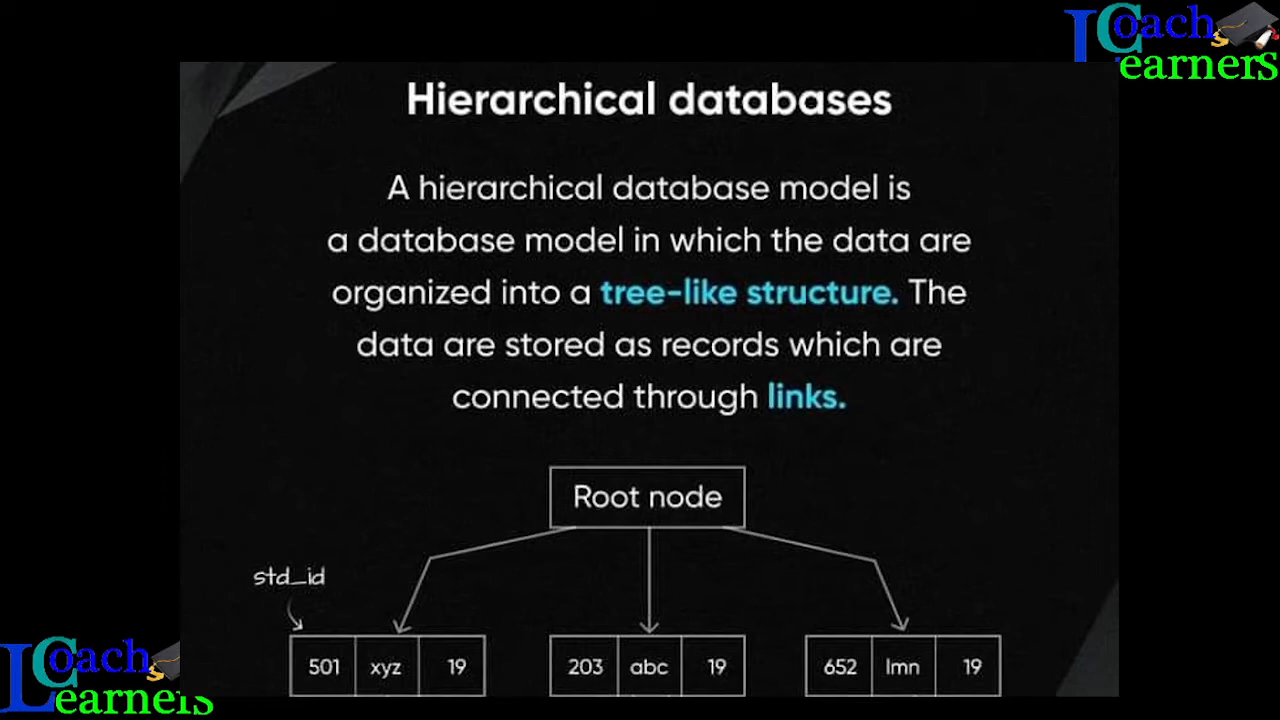 Coach
Learners
Hierarchical databases
A hierarchical database model is
a database model in which the data are
organized into a tree-like structure. The
data are stored as records which are
connected through links.
Root node
std_id
501 xyz 19
203 abc 19
652 lmn 19
Coach
Learners